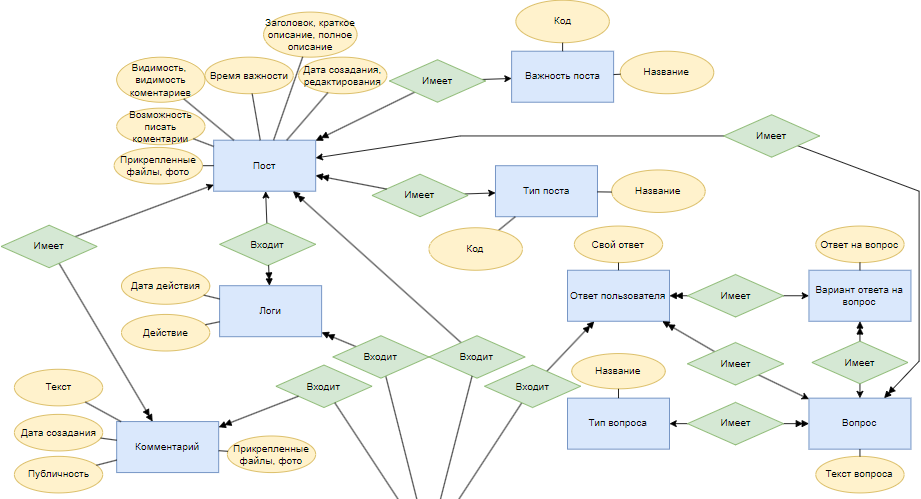 Заголовок, краткое
описание, полное
описание
Код
Видимость,
видимость
коментариев
Время важности
Дата созадания,
редактирования
Имеет
Важность поста
Название
Возможность
писать
коментарии
Имеет
Прикрепленные
файлы, фото
Пост
Имеет
Тип поста
Название
Имеет
Входит
Код
Свой ответ
Ответ на вопрос
Дата действия
Логи
Ответ пользователя
Имеет
Вариант ответа на
вопрос
Действие
Входит
Входит
Имеет
Имеет
Название
Текст
Входит
Входит
Дата созадания
Комментарий
Прикрепленные
файлы, фото
Тип вопроса
Имеет
Вопрос
Публичность
Текст вопроса